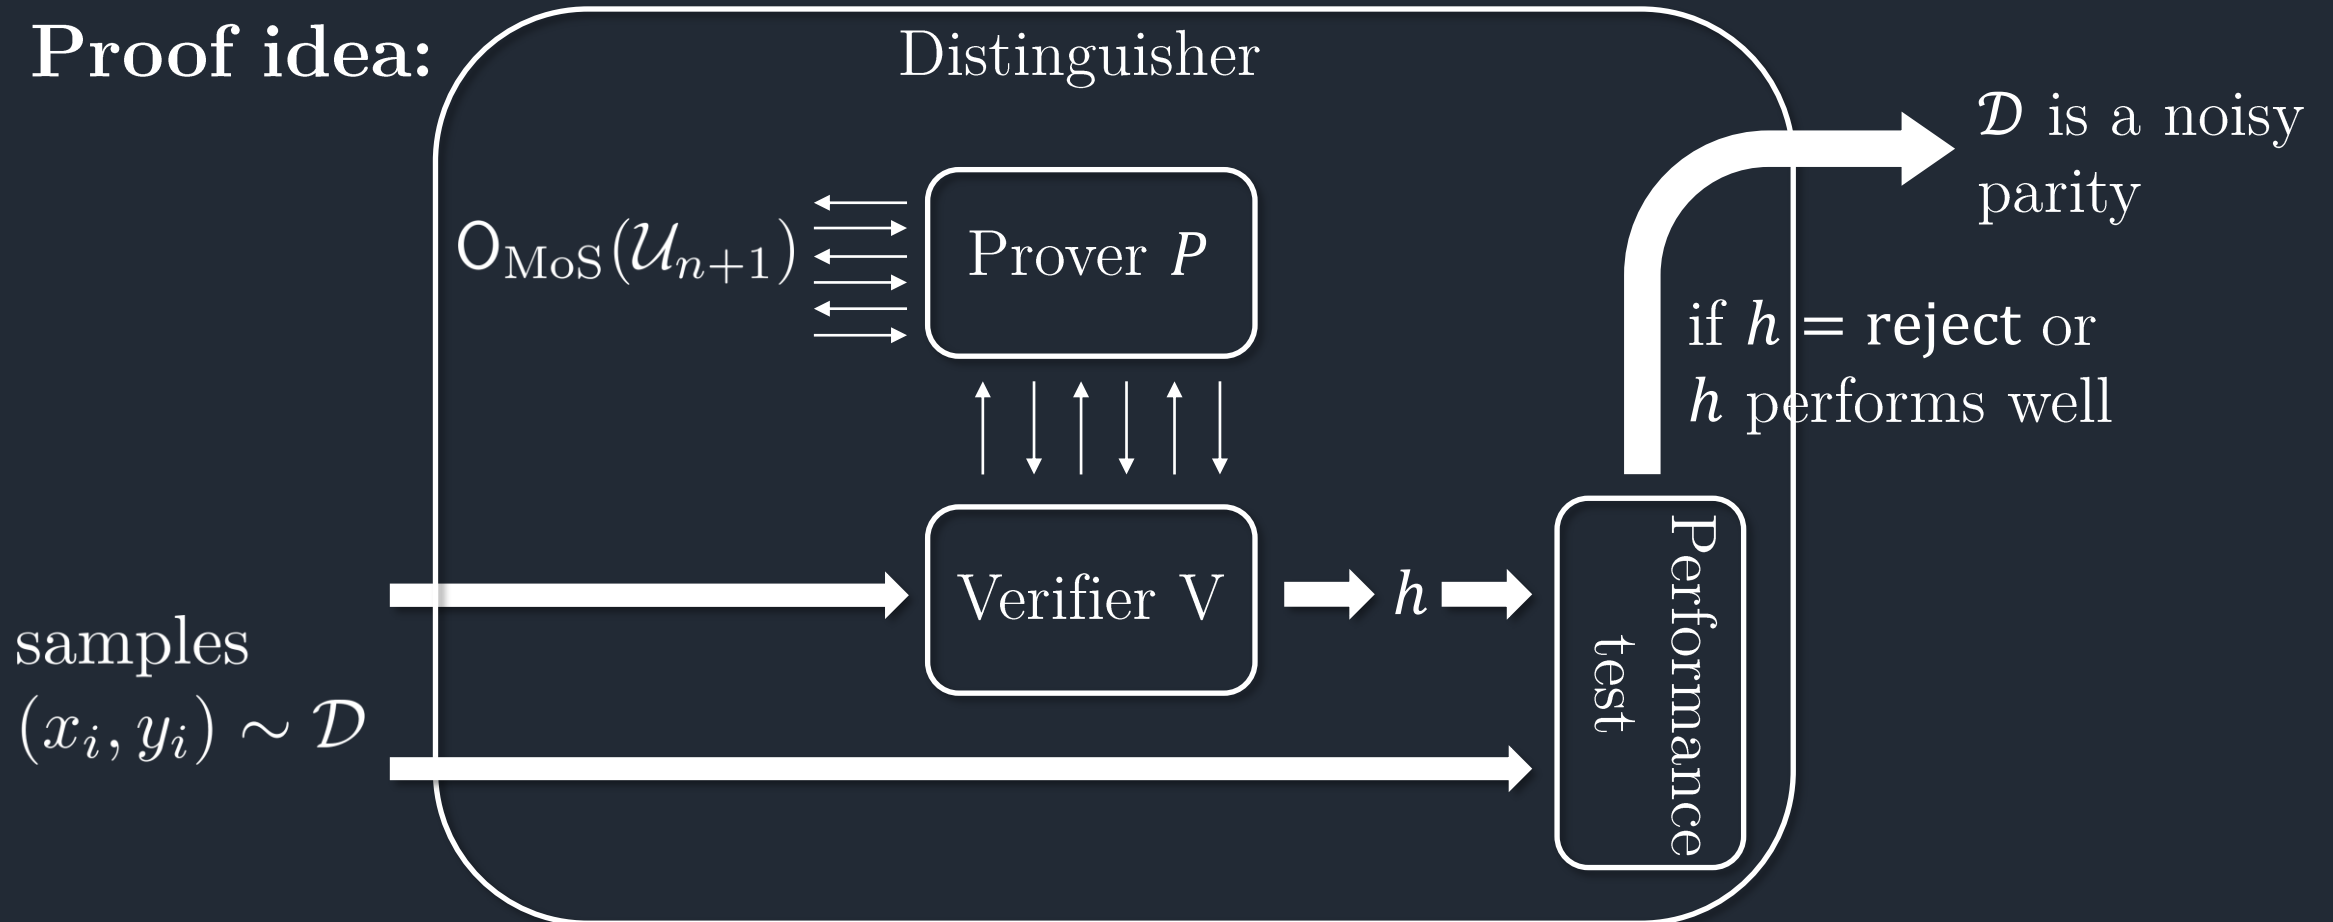 Proof idea:
Distinguisher
𝒟 is a noisy
parity
O_MoS(𝒰_{n+1})
Prover P
if h = reject or
h performs well
Verifier V
h
Performance
test
samples
(x_i, y_i) ∼ 𝒟